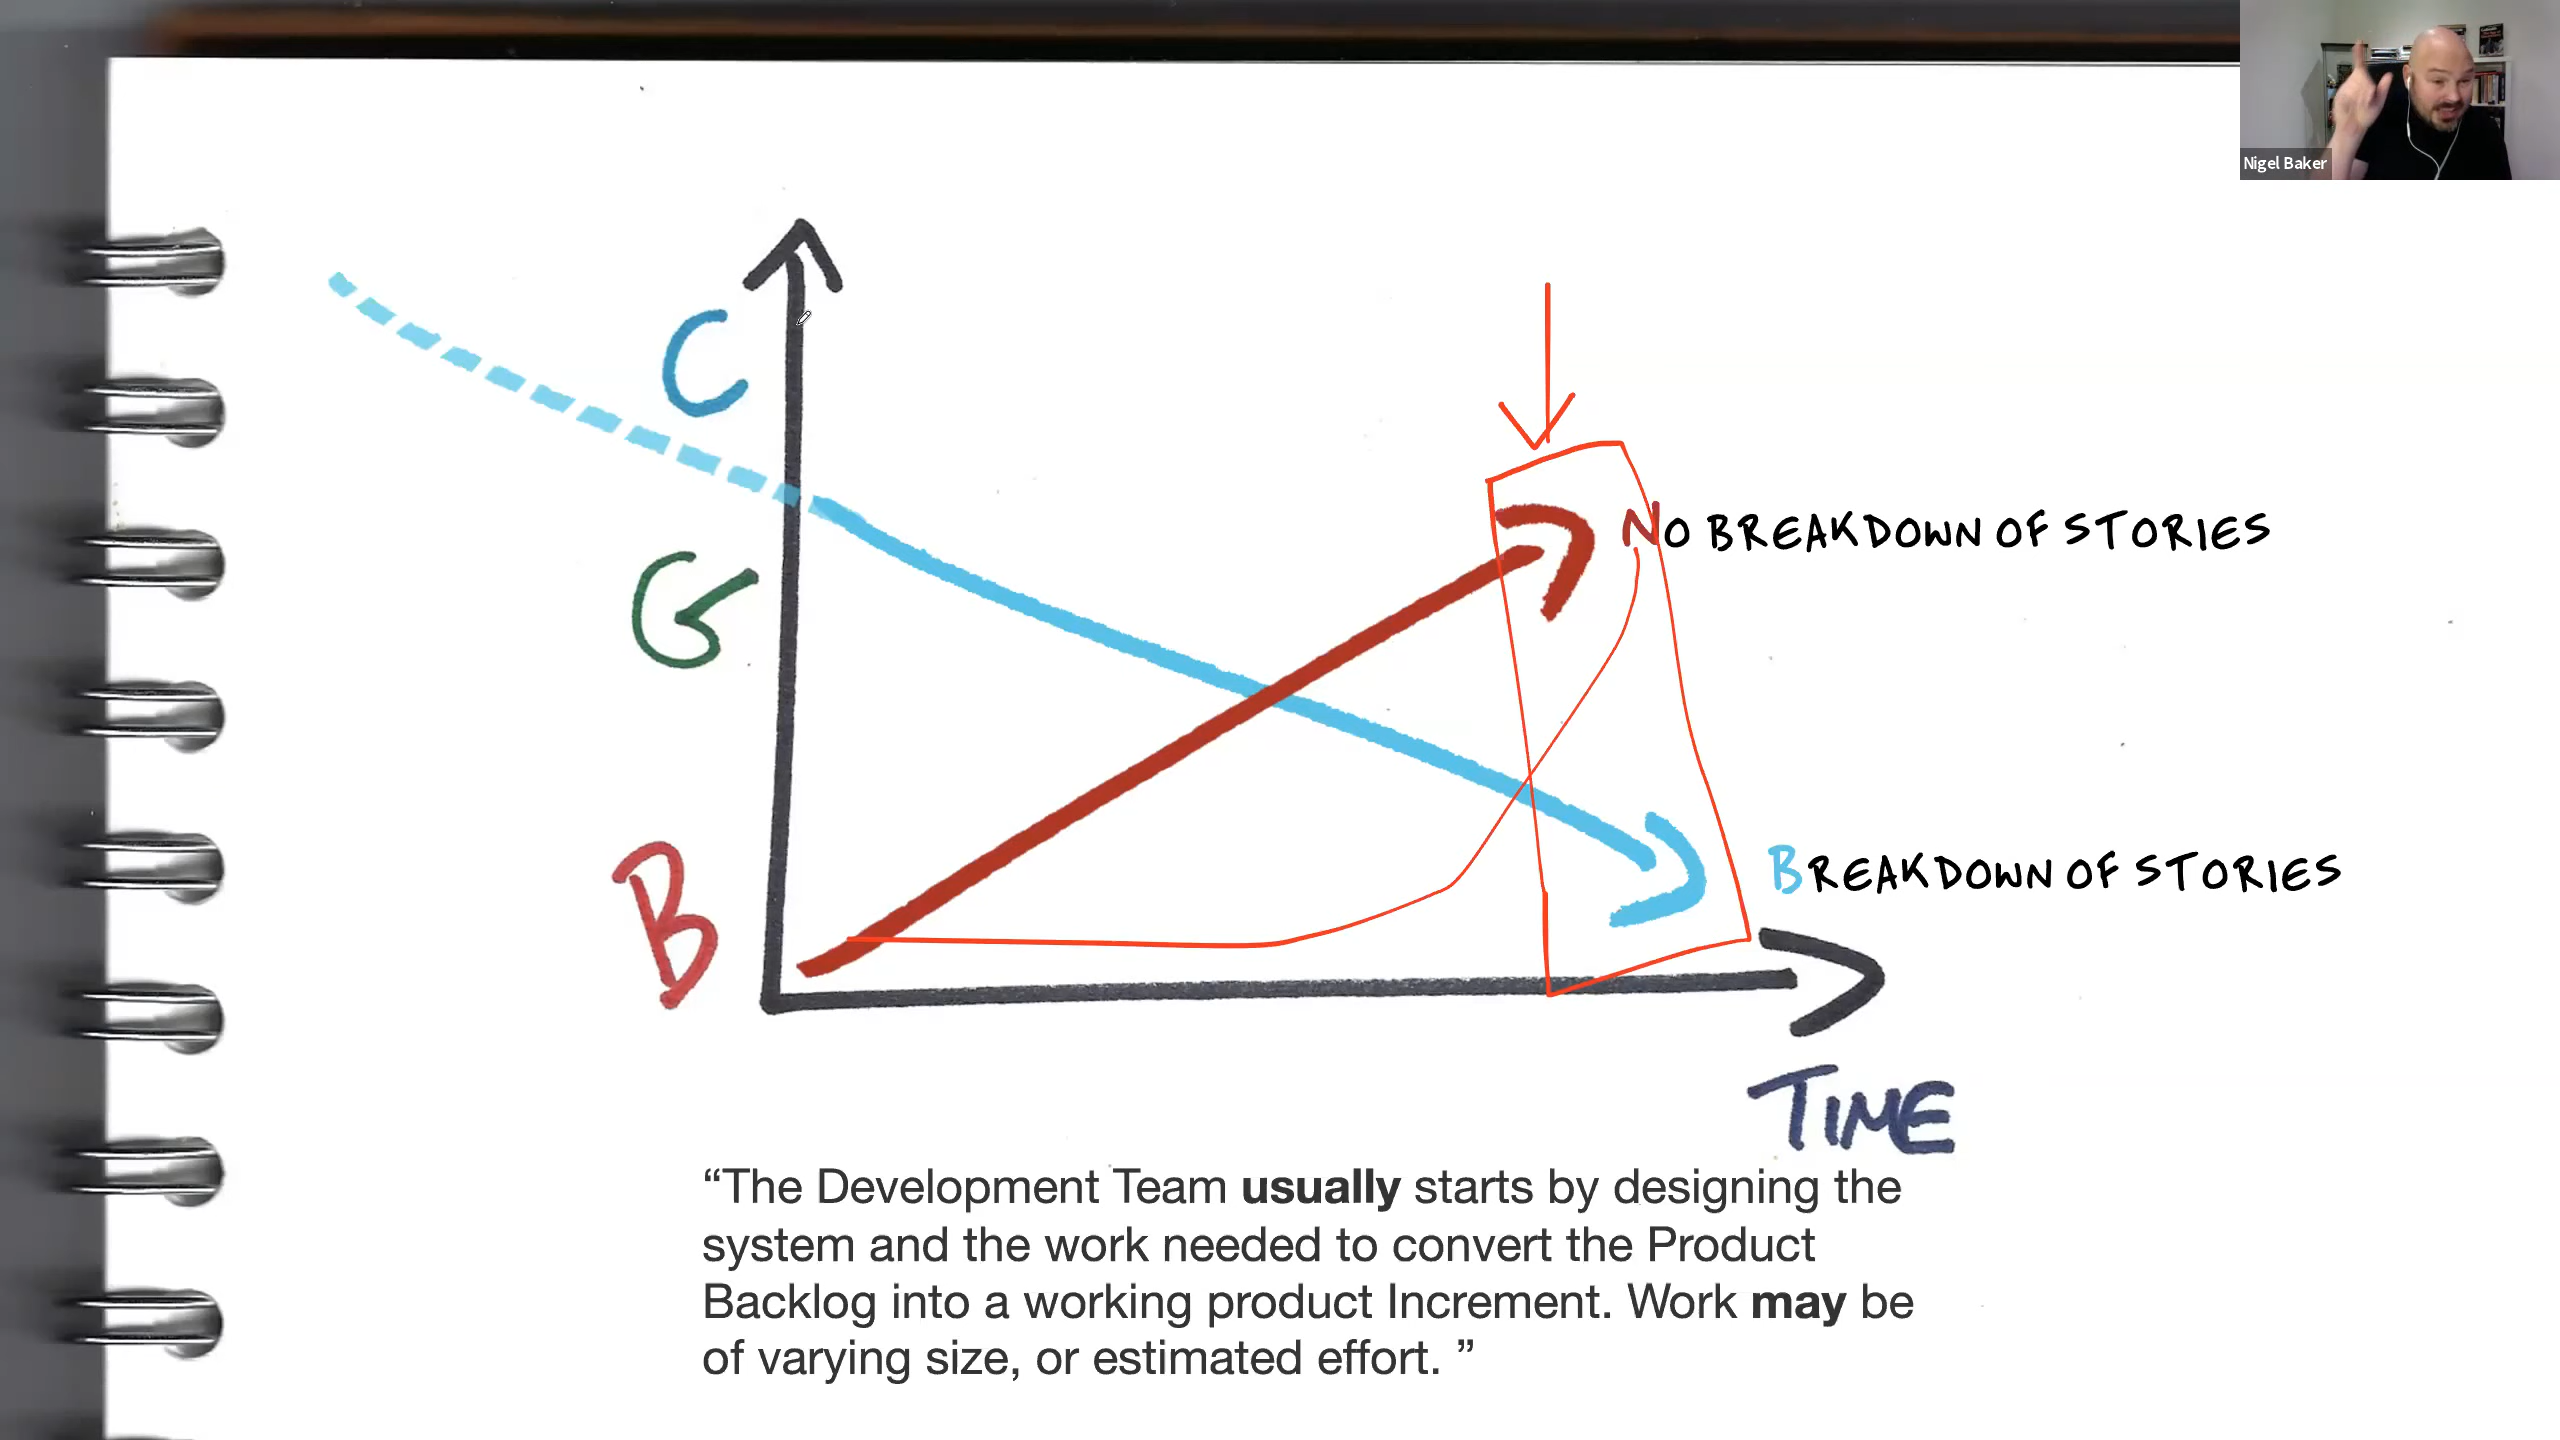 Nigel Baker
C
G
B
NO BREAKDOWN OF STORIES
BREAKDOWN OF STORIES
TIME
“The Development Team usually starts by designing the
system and the work needed to convert the Product
Backlog into a working product Increment. Work may be
of varying size, or estimated effort. ”